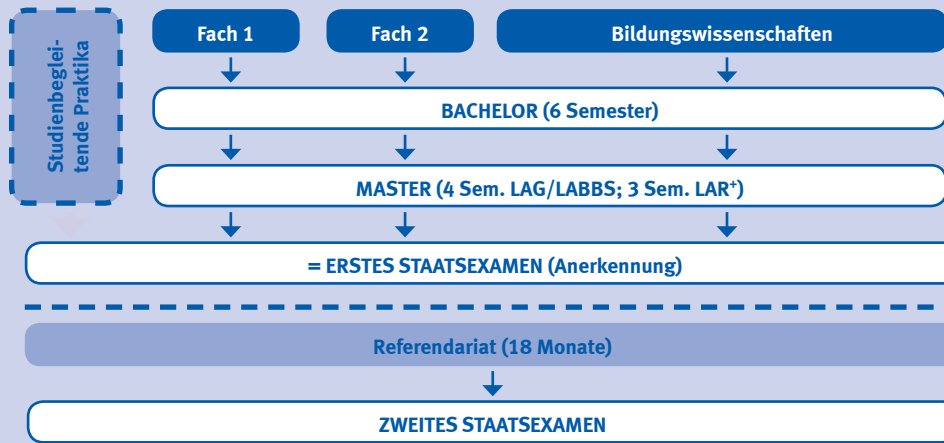 Studienbeglei-
tende Praktika
Fach 1
Fach 2
Bildungswissenschaften
BACHELOR (6 Semester)
MASTER (4 Sem. LAG/LABBS; 3 Sem. LAR⁺)
= ERSTES STAATSEXAMEN (Anerkennung)
Referendariat (18 Monate)
ZWEITES STAATSEXAMEN